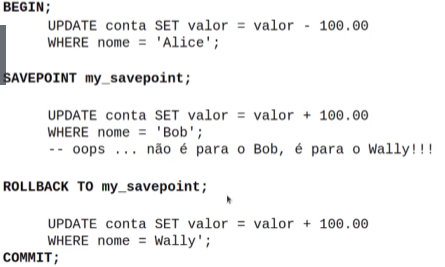 BEGIN;
UPDATE conta SET valor = valor - 100.00
WHERE nome = 'Alice';
SAVEPOINT my_savepoint;
UPDATE conta SET valor = valor + 100.00
WHERE nome = 'Bob';
-- oops ... não é para o Bob, é para o Wally!!!
ROLLBACK TO my_savepoint;
UPDATE conta SET valor = valor + 100.00
WHERE nome = Wally';
COMMIT;